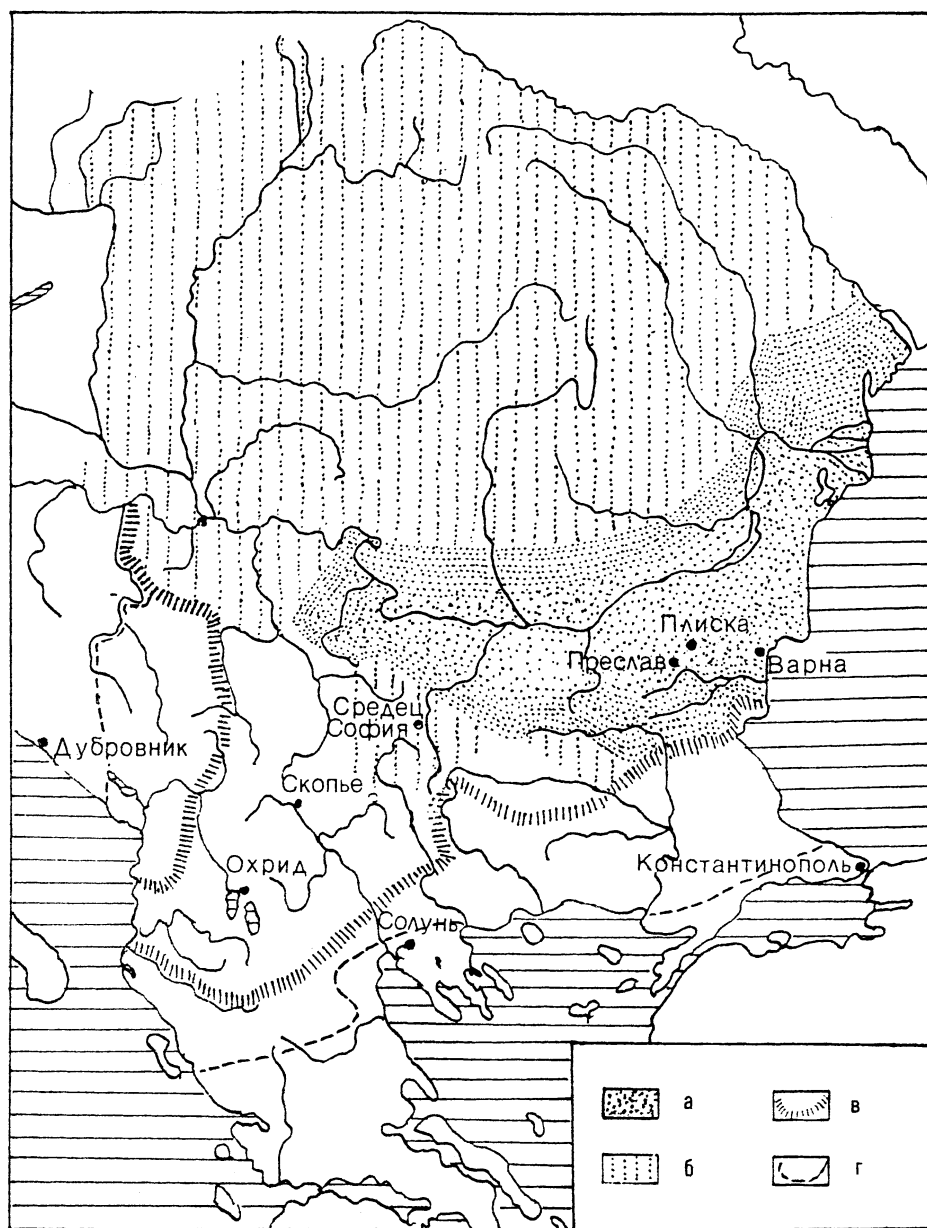 Плиска
Преслав
Варна
Средец
София
Дубровник
Скопье
Константинополь
Охрид
Солунь
а
в
б
г